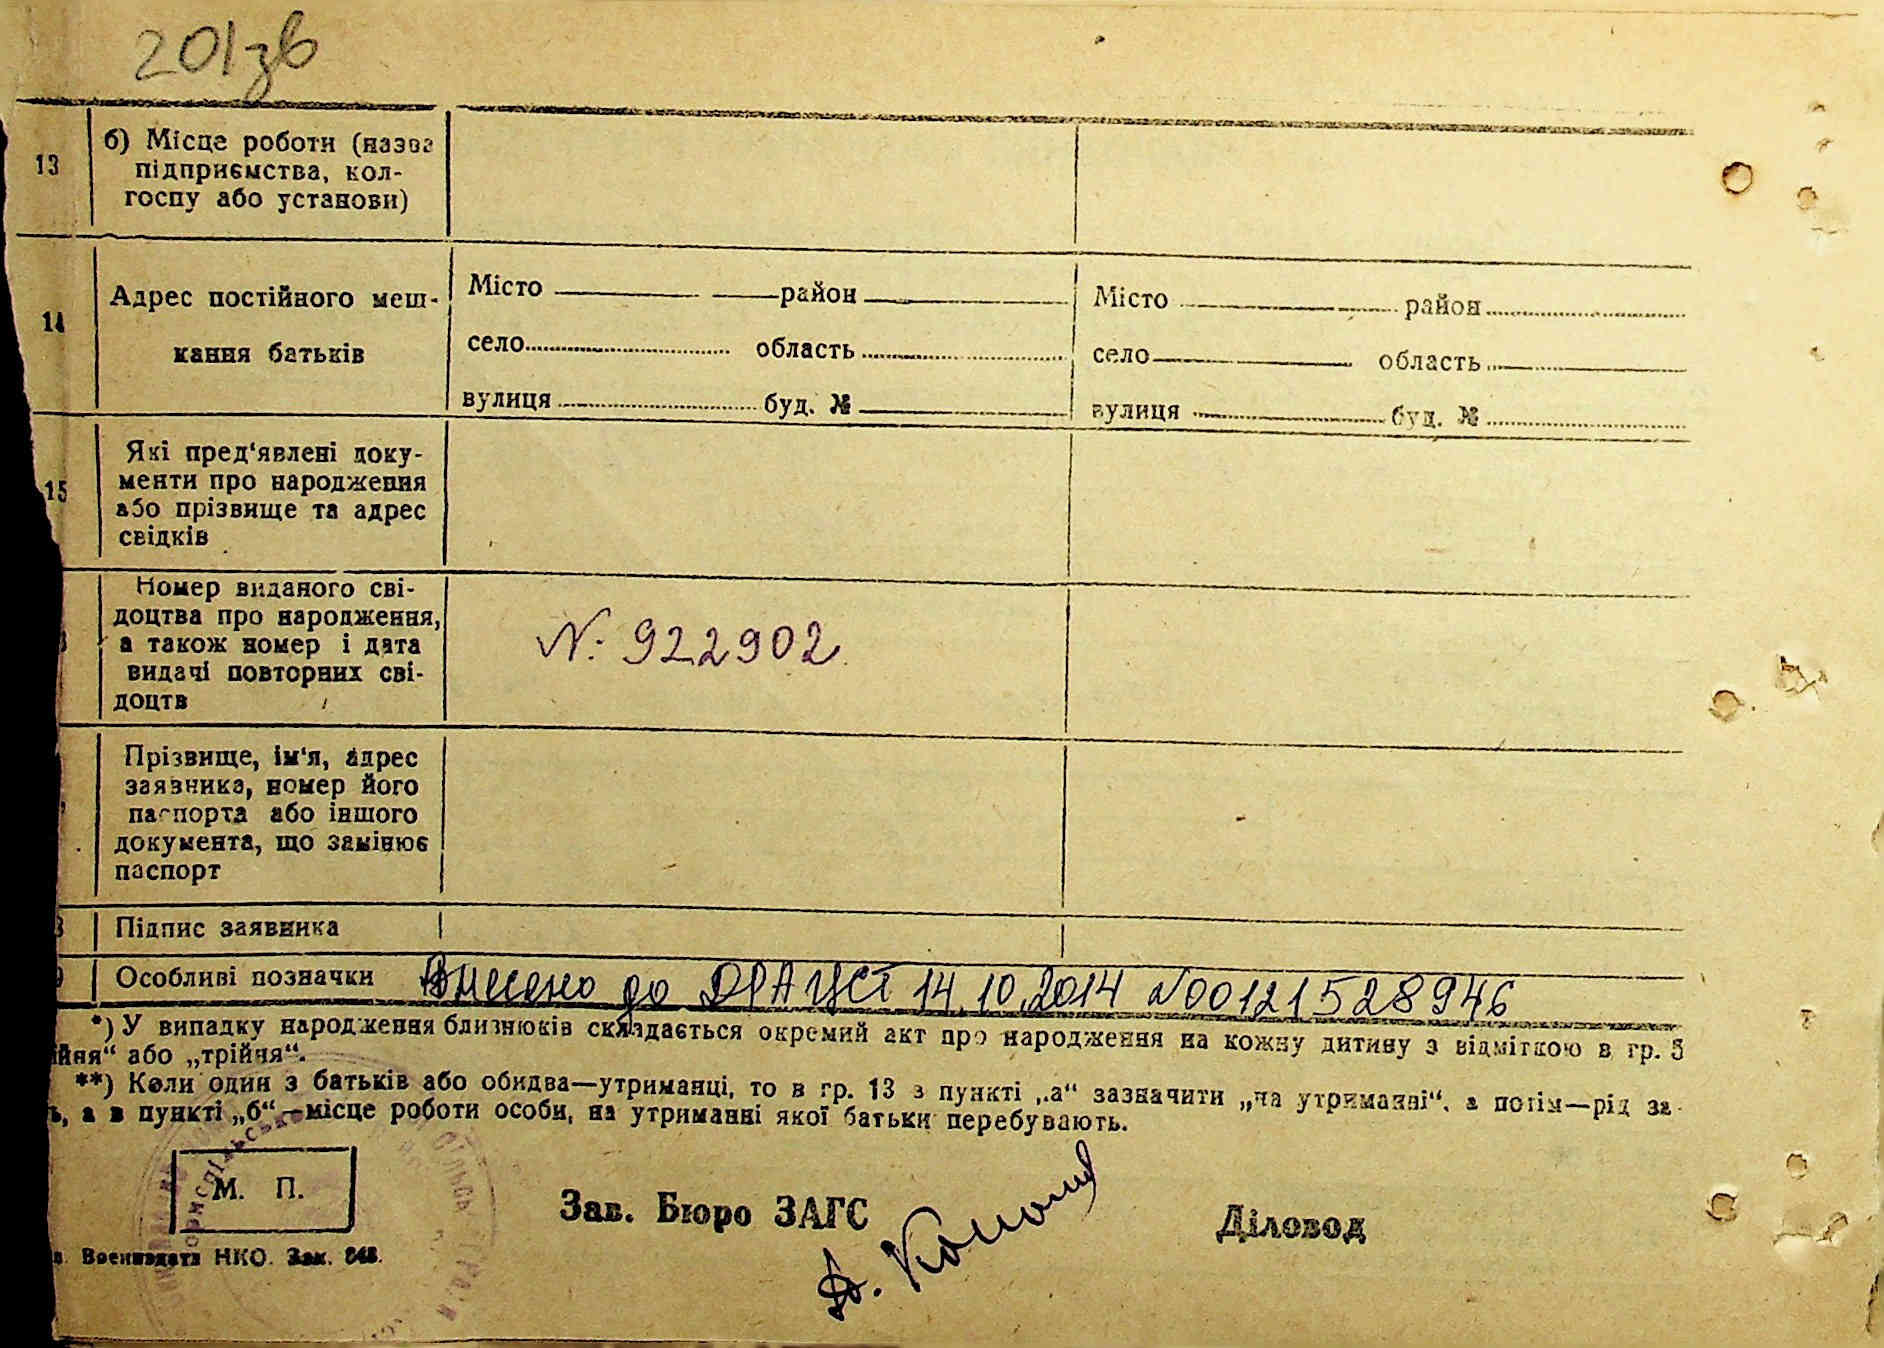 201зв
13
б) Місце роботи (назва
підприємства, кол-
госпу або установи)
14
Адрес постійного меш-
кання батьків
Місто район
село область
вулиця буд. №
Місто район
село область
вулиця буд. №
15
Які пред‘явлені доку-
менти про народження
або прізвище та адрес
свідків
Номер виданого сві-
доцтва про народження,
а також номер і дата
видачі повторних сві-
доцтв
N: 922902
Прізвище, ім‘я, адрес
заявника, номер його
паспорта або іншого
документа, що замінює
паспорт
Підпис заявника
Особливі позначки Внесено до ДРАЦСГ 14.10.2014 №00121528946
*) У випадку народження близнюків складається окремий акт про народження на кожну дитину з відміткою в гр. 5
ійня“ або „трійня“.
**) Коли один з батьків або обидва—утриманці, то в гр. 13 з пункті „а“ зазначити „на утриманні“, а потім—рід за-
ь, а в пункті „б“—місце роботи особи, на утриманні якої батьки перебувають.
М. П.
Зав. Бюро ЗАГС
Діловод
Воениздата НКО. Зак. 848.